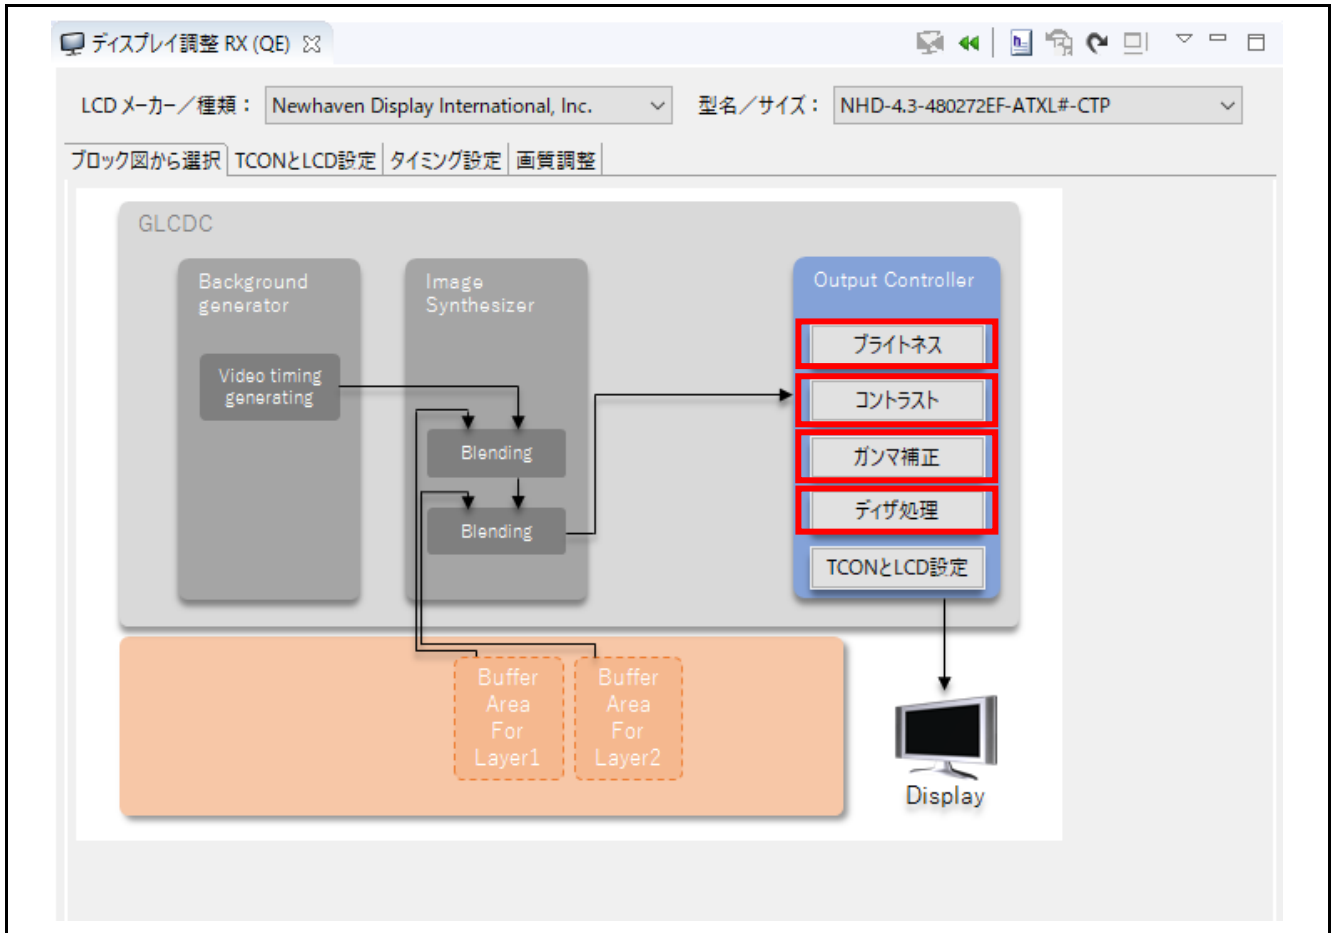 ディスプレイ調整 RX (QE)
LCD メーカー／種類： Newhaven Display International, Inc. 型名／サイズ： NHD-4.3-480272EF-ATXL#-CTP
ブロック図から選択 TCONとLCD設定 タイミング設定 画質調整
GLCDC
Background
generator
Video timing
generating
Image
Synthesizer
Blending
Blending
Output Controller
ブライトネス
コントラスト
ガンマ補正
ディザ処理
TCONとLCD設定
Buffer
Area
For
Layer1
Buffer
Area
For
Layer2
Display